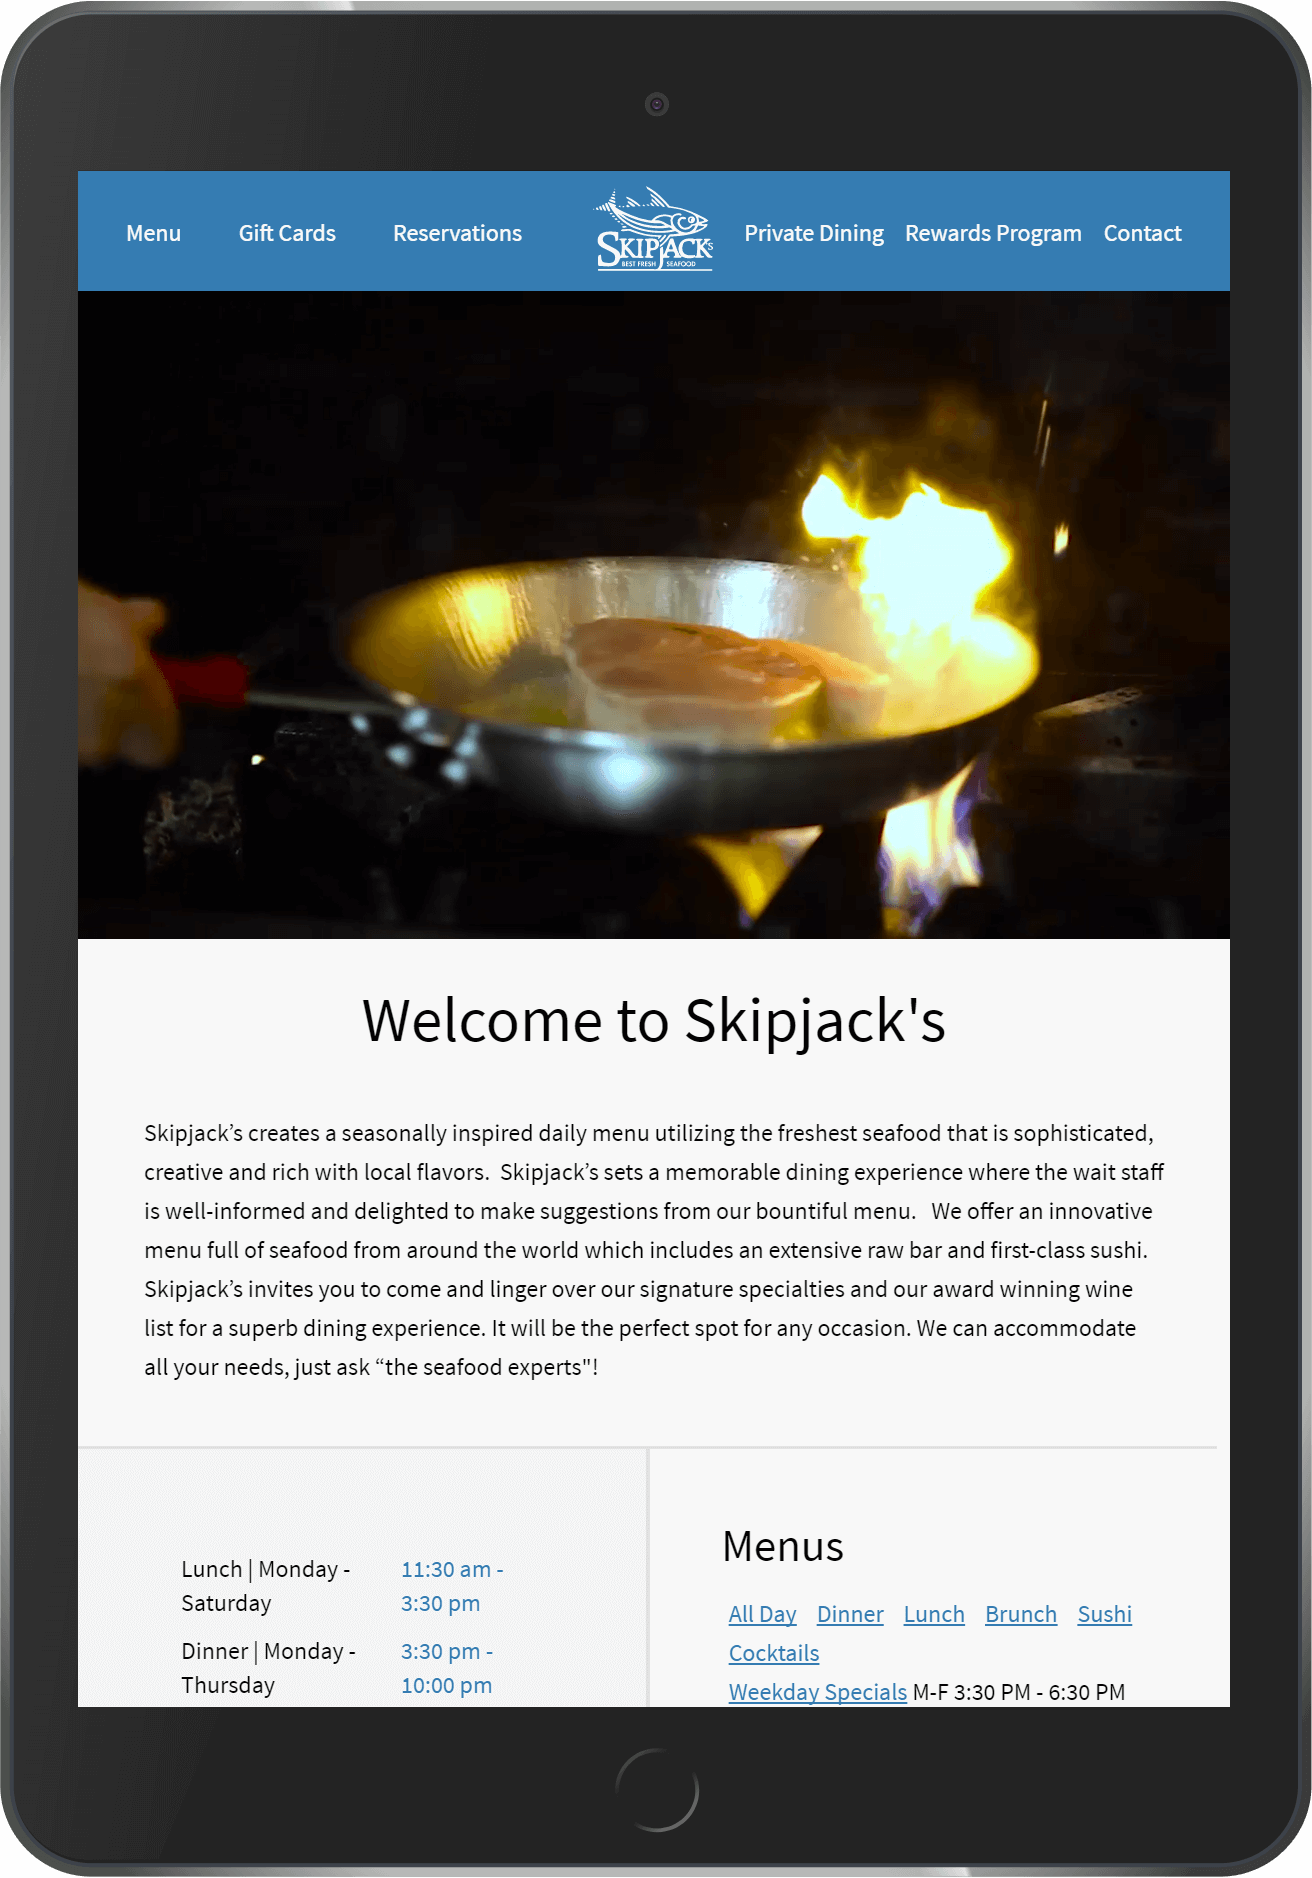 Menu Gift Cards Reservations SKIPJACK'S BEST FRESH SEAFOOD Private Dining Rewards Program Contact
Welcome to Skipjack's
Skipjack’s creates a seasonally inspired daily menu utilizing the freshest seafood that is sophisticated,
creative and rich with local flavors.  Skipjack’s sets a memorable dining experience where the wait staff
is well-informed and delighted to make suggestions from our bountiful menu.   We offer an innovative
menu full of seafood from around the world which includes an extensive raw bar and first-class sushi.
Skipjack’s invites you to come and linger over our signature specialties and our award winning wine
list for a superb dining experience. It will be the perfect spot for any occasion. We can accommodate
all your needs, just ask “the seafood experts"!
Lunch | Monday - 11:30 am -
Saturday 3:30 pm
Dinner | Monday - 3:30 pm -
Thursday 10:00 pm
Menus
All Day Dinner Lunch Brunch Sushi
Cocktails
Weekday Specials M-F 3:30 PM - 6:30 PM